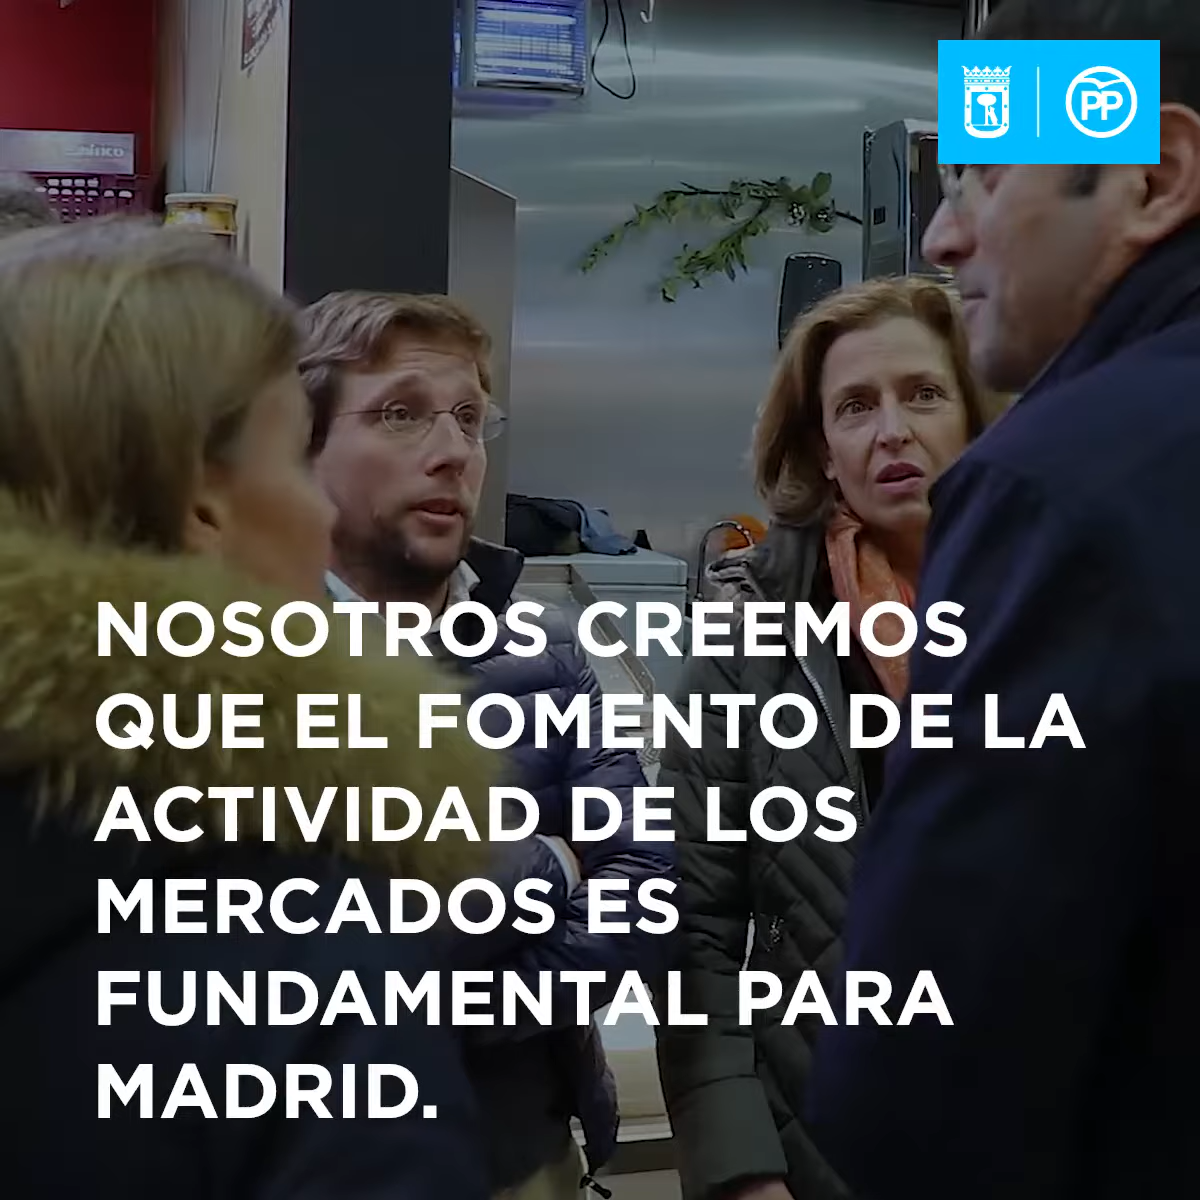 PP
NOSOTROS CREEMOS
QUE EL FOMENTO DE LA
ACTIVIDAD DE LOS
MERCADOS ES
FUNDAMENTAL PARA
MADRID.